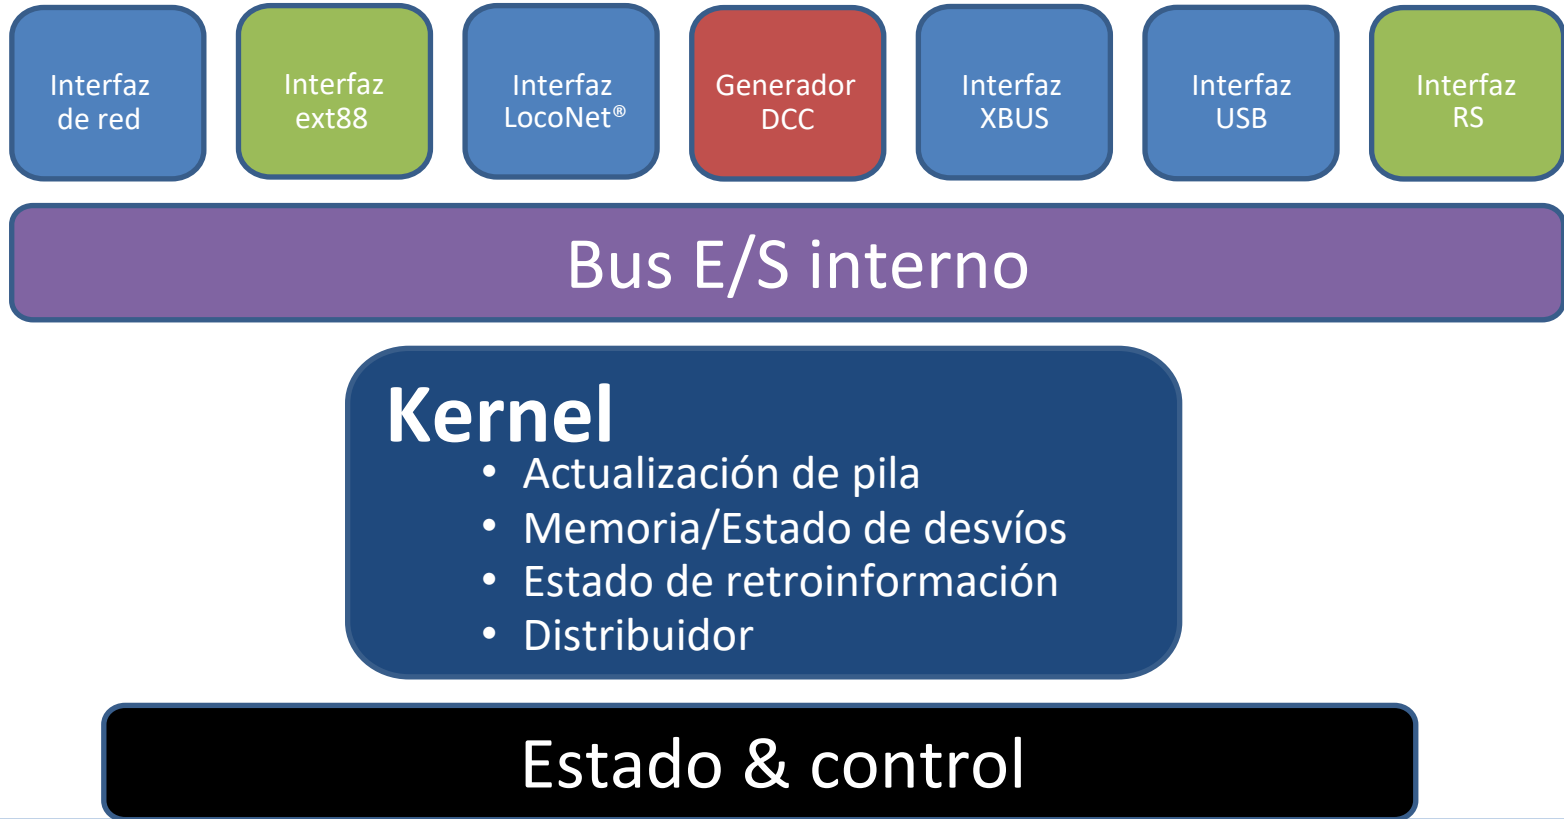 Interfaz
de red
Interfaz
ext88
Interfaz
LocoNet®
Generador
DCC
Interfaz
XBUS
Interfaz
USB
Interfaz
RS
Bus E/S interno
Kernel
• Actualización de pila
• Memoria/Estado de desvíos
• Estado de retroinformación
• Distribuidor
Estado & control